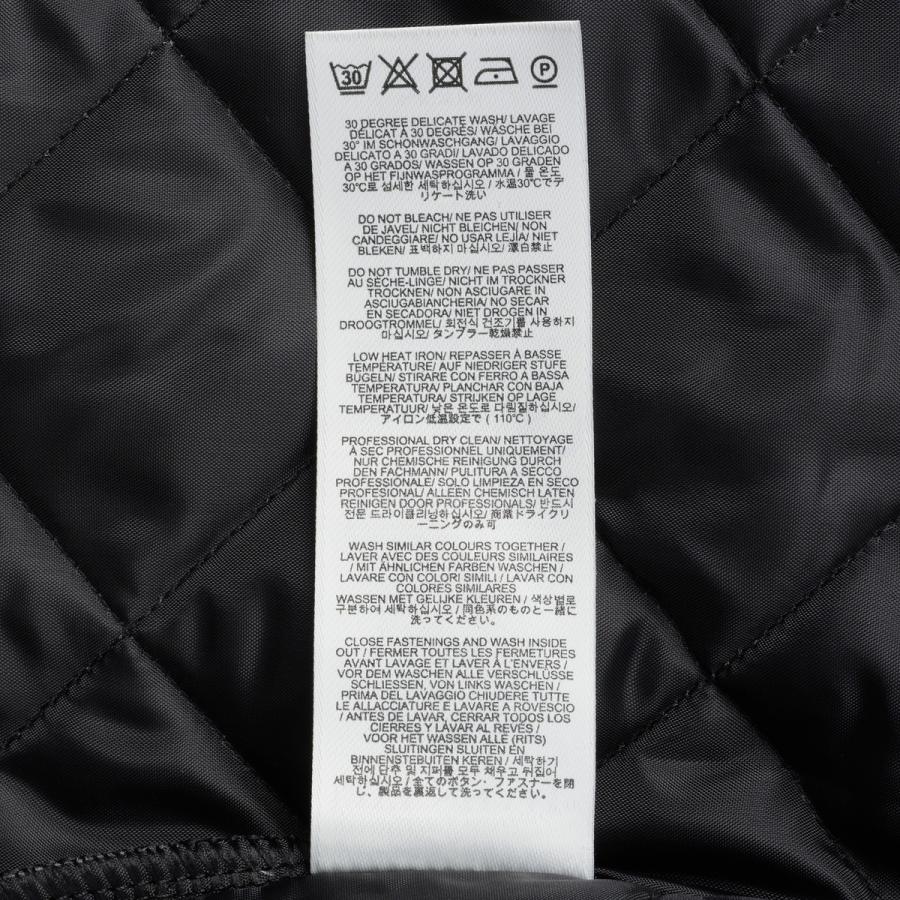 30 P
30 DEGREE DELICATE WASH/ LAVAGE
DÉLICAT À 30 DEGRÉS/ WASCHE BEI
30° IM SCHONWASCHGANG/ LAVAGGIO
DELICATO A 30 GRADI/ LAVADO DELICADO
A 30 GRADOS/ WASSEN OP 30 GRADEN
OP HET FIJNWASPROGRAMMA / 물 온도
30℃로 섬세한 세탁하십시오 / 水温30℃でデ
リケート洗い
DO NOT BLEACH/ NE PAS UTILISER
DE JAVEL/ NICHT BLEICHEN/ NON
CANDEGGIARE/ NO USAR LEJÍA/ NIET
BLEKEN/ 표백하지 마십시오/ 漂白禁止
DO NOT TUMBLE DRY/ NE PAS PASSER
AU SÈCHE-LINGE/ NICHT IM TROCKNER
TROCKNEN/ NON ASCIUGARE IN
ASCIUGABIANCHERIA/ NO SECAR
EN SECADORA/ NIET DROGEN IN
DROOGTROMMEL/ 회전식 건조기를 사용하지
마십시오/ タンブラー乾燥禁止
LOW HEAT IRON/ REPASSER À BASSE
TEMPÉRATURE/ AUF NIEDRIGER STUFE
BÜGELN/ STIRARE CON FERRO A BASSA
TEMPERATURA/ PLANCHAR CON BAJA
TEMPERATURA/ STRIJKEN OP LAGE
TEMPERATUUR/ 낮은 온도로 다림질하십시오/
アイロン低温設定で ( 110℃ )
PROFESSIONAL DRY CLEAN/ NETTOYAGE
À SEC PROFESSIONNEL UNIQUEMENT/
NUR CHEMISCHE REINIGUNG DURCH
DEN FACHMANN/ PULITURA A SECCO
PROFESSIONALE/ SOLO LIMPIEZA EN SECO
PROFESIONAL/ ALLEEN CHEMISCH LATEN
REINIGEN DOOR PROFESSIONALS/ 반드시
전문 드라이클리닝하십시오/ 商業ドライクリ
ーニングのみ可
WASH SIMILAR COLOURS TOGETHER /
LAVER AVEC DES COULEURS SIMILAIRES
/ MIT ÄHNLICHEN FARBEN WASCHEN /
LAVARE CON COLORI SIMILI / LAVAR CON
COLORES SIMILARES
WASSEN MET GELIJKE KLEUREN / 색상별로
구분하여 세탁하십시오 / 同色系のものと一緒に
洗ってください。
CLOSE FASTENINGS AND WASH INSIDE
OUT / FERMER TOUTES LES FERMETURES
AVANT LAVAGE ET LAVER À L'ENVERS /
VOR DEM WASCHEN ALLE VERSCHLÜSSE
SCHLIESSEN, VON LINKS WASCHEN /
PRIMA DEL LAVAGGIO CHIUDERE TUTTE
LE ALLACCIATURE E LAVARE A ROVESCIO
/ ANTES DE LAVAR, CERRAR TODOS LOS
CIERRES Y LAVAR AL REVÉS /
VOOR HET WASSEN ALLE (RITS)
SLUITINGEN SLUITEN EN
BINNENSTEBUITEN KEREN / 세탁하기
전에 단추 및 지퍼를 모두 채우고 뒤집어
세탁하십시오 / 全てのボタン・ファスナーを閉
じ、製品を裏返して洗ってください。